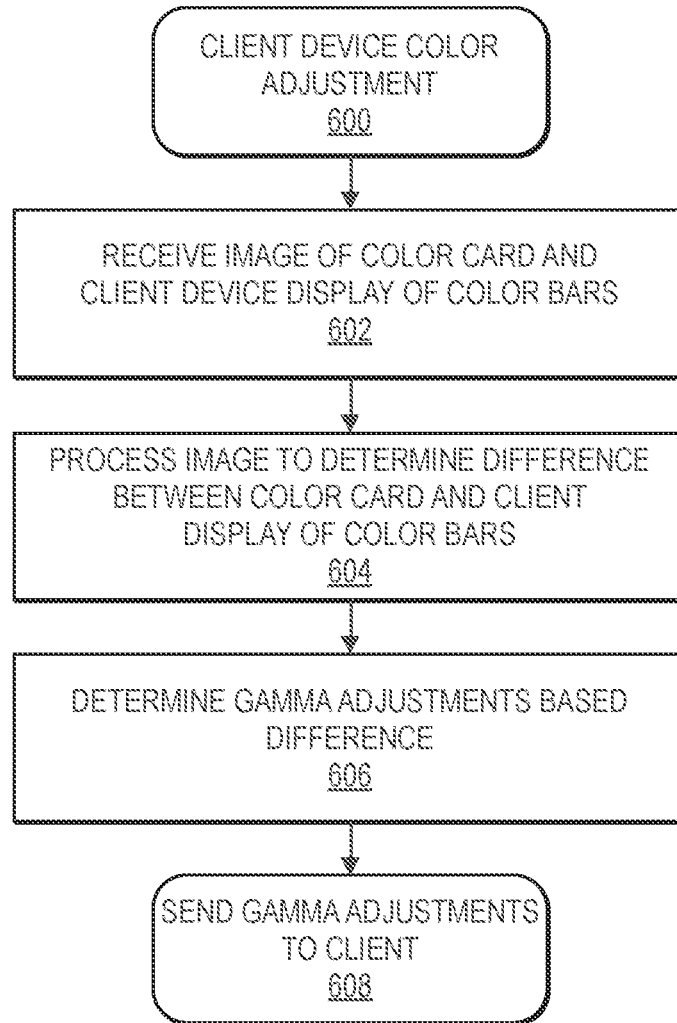 CLIENT DEVICE COLOR
ADJUSTMENT
600
RECEIVE IMAGE OF COLOR CARD AND
CLIENT DEVICE DISPLAY OF COLOR BARS
602
PROCESS IMAGE TO DETERMINE DIFFERENCE
BETWEEN COLOR CARD AND CLIENT
DISPLAY OF COLOR BARS
604
DETERMINE GAMMA ADJUSTMENTS BASED
DIFFERENCE
606
SEND GAMMA ADJUSTMENTS
TO CLIENT
608